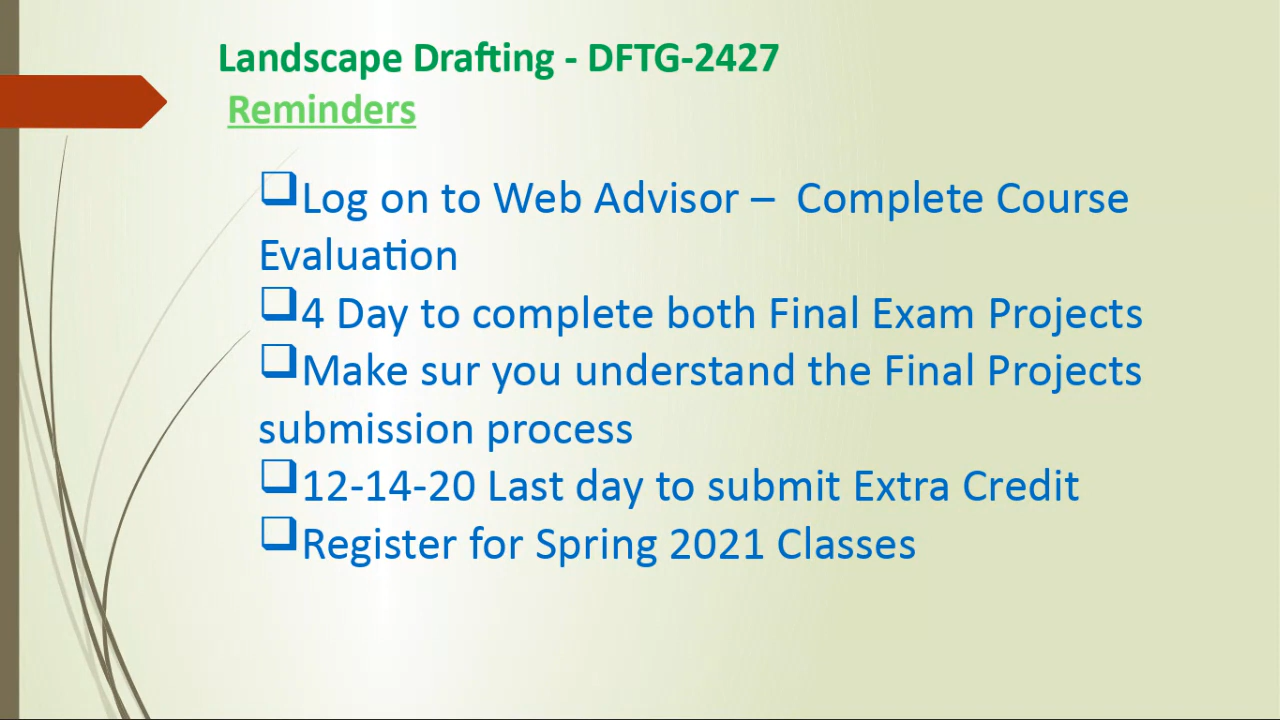 Landscape Drafting - DFTG-2427
Reminders
❑Log on to Web Advisor – Complete Course
Evaluation
❑4 Day to complete both Final Exam Projects
❑Make sur you understand the Final Projects
submission process
❑12-14-20 Last day to submit Extra Credit
❑Register for Spring 2021 Classes